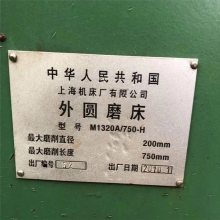 中华人民共和国
上海机床厂有限公司
外圆磨床
型号 M1320A/750-H
最大磨削直径 200mm
最大磨削长度 750mm
出厂编号 出厂日期